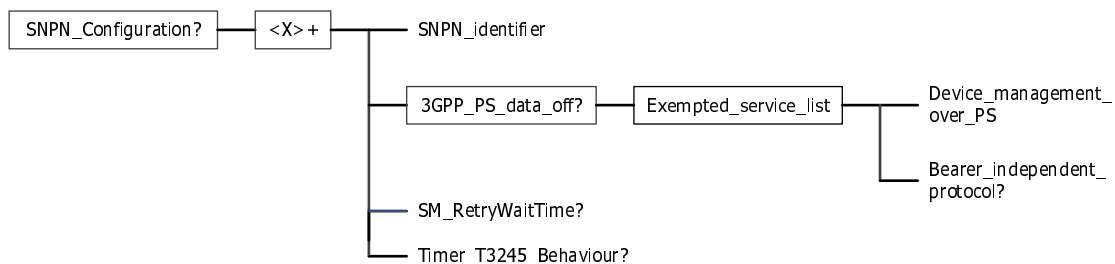 SNPN_Configuration?
<X>+
SNPN_identifier
3GPP_PS_data_off?
Exempted_service_list
Device_management_
over_PS
Bearer_independent_
protocol?
SM_RetryWaitTime?
Timer_T3245_Behaviour?